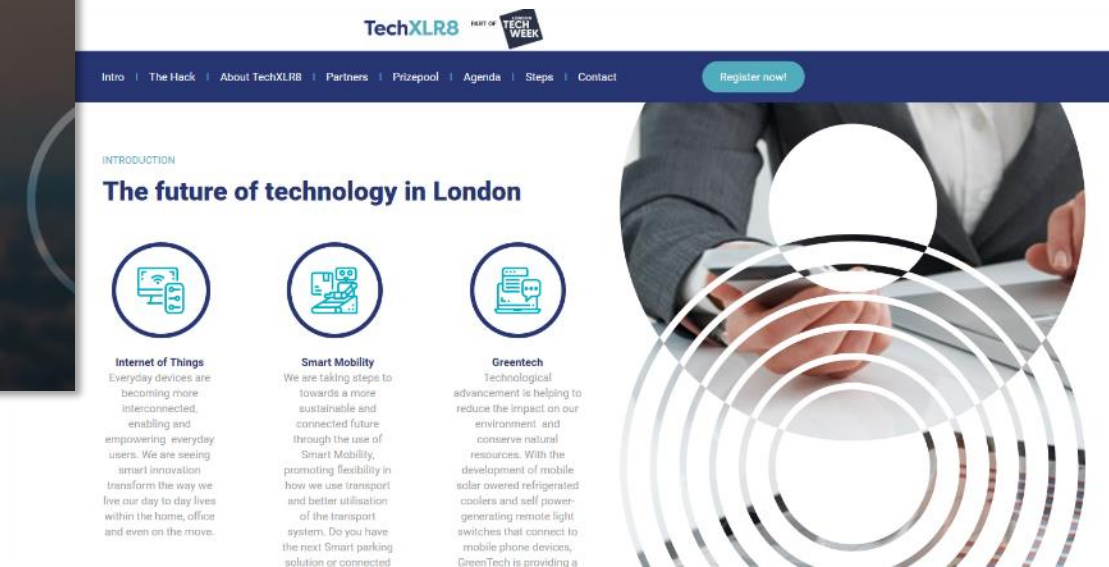 TechXLR8 PART OF LONDON TECH WEEK
Intro | The Hack | About TechXLR8 | Partners | Prizepool | Agenda | Steps | Contact Register now!
INTRODUCTION
The future of technology in London
Internet of Things
Everyday devices are
becoming more
interconnected,
enabling and
empowering everyday
users. We are seeing
smart innovation
transform the way we
live our day to day lives
within the home, office
and even on the move.
Smart Mobility
We are taking steps to
towards a more
sustainable and
connected future
through the use of
Smart Mobility,
promoting flexibility in
how we use transport
and better utilisation
of the transport
system. Do you have
the next Smart parking
solution or connected
Greentech
Technological
advancement is helping to
reduce the impact on our
environment and
conserve natural
resources. With the
development of mobile
solar owered refrigerated
coolers and self power-
generating remote light
switches that connect to
mobile phone devices,
GreenTech is providing a